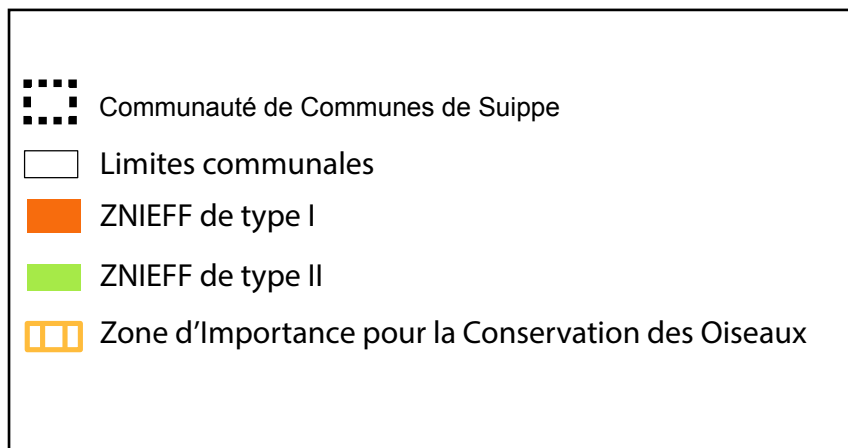 Communauté de Communes de Suippe
Limites communales
ZNIEFF de type I
ZNIEFF de type II
Zone d’Importance pour la Conservation des Oiseaux